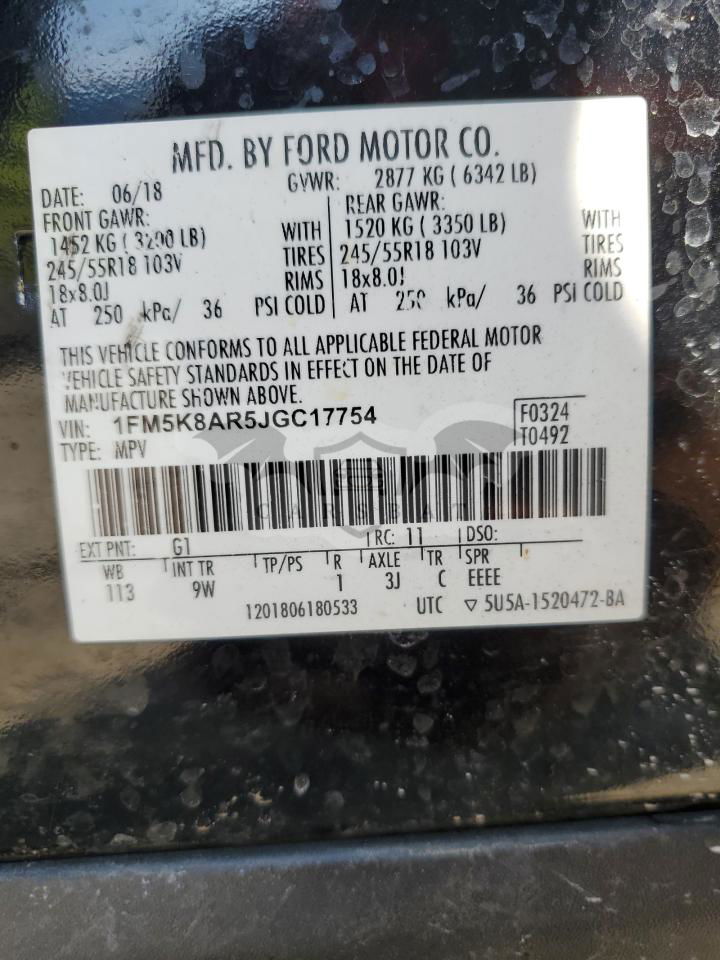 MFD. BY FORD MOTOR CO.
DATE: 06/18 GVWR: 2877 KG ( 6342 LB)
FRONT GAWR: REAR GAWR:
1452 KG ( 3200 LB) WITH 1520 KG ( 3350 LB) WITH
245/55R18 103V TIRES 245/55R18 103V TIRES
18x8.0J RIMS 18x8.0J RIMS
AT 250 kPa/ 36 PSI COLD AT 250 kPa/ 36 PSI COLD
THIS VEHICLE CONFORMS TO ALL APPLICABLE FEDERAL MOTOR
VEHICLE SAFETY STANDARDS IN EFFECT ON THE DATE OF
MANUFACTURE SHOWN ABOVE.
VIN: 1FM5K8AR5JGC17754 F0324
TYPE: MPV T0492
CARSBAT
EXT PNT: G1 RC: 11 DSO:
WB INT TR TP/PS R AXLE TR SPR
113 9W 1 3J C EEEE
1201806180533 UTC ▽ 5U5A-1520472-BA